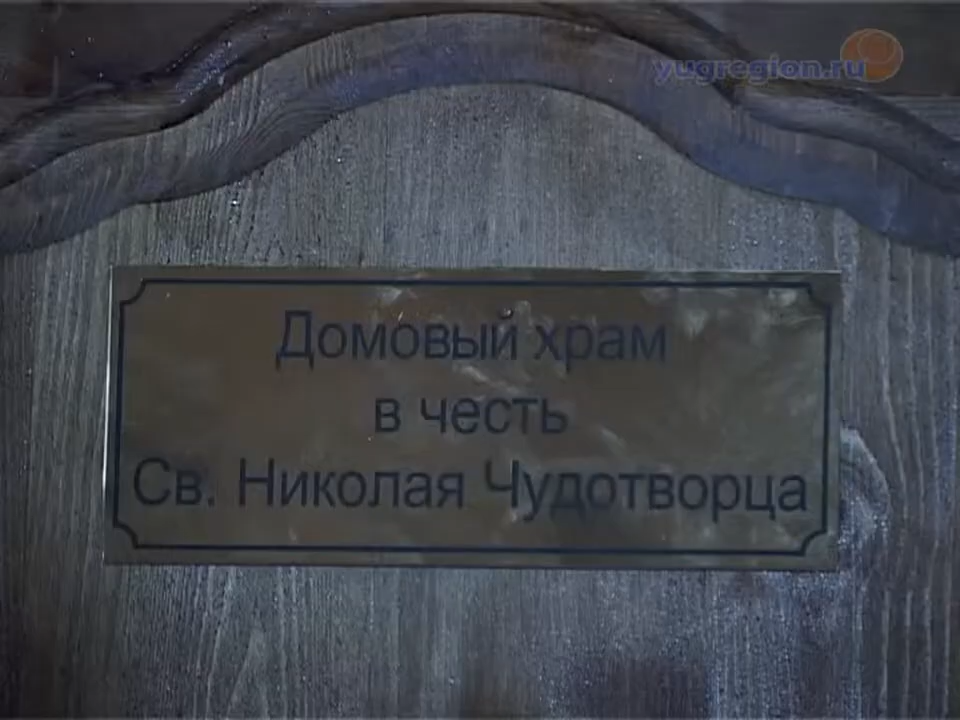 yugregion.ru
Домовый храм
в честь
Св. Николая Чудотворца